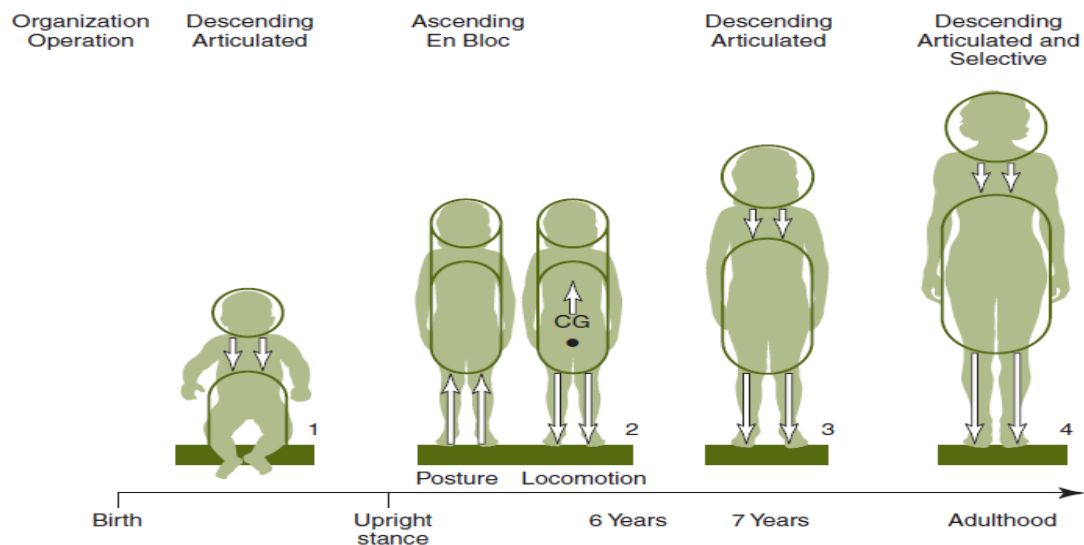 Organization
Operation
Descending
Articulated
Ascending
En Bloc
Descending
Articulated
Descending
Articulated and
Selective
CG
1
2
3
4
Posture
Locomotion
Birth
Upright
stance
6 Years
7 Years
Adulthood